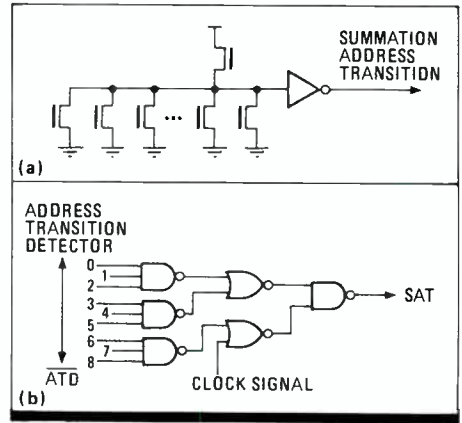 SUMMATION
ADDRESS
TRANSITION
...
(a)
ADDRESS
TRANSITION
DETECTOR
0
1
2
3
4
5
6
7
8
ATD
SAT
CLOCK SIGNAL
(b)